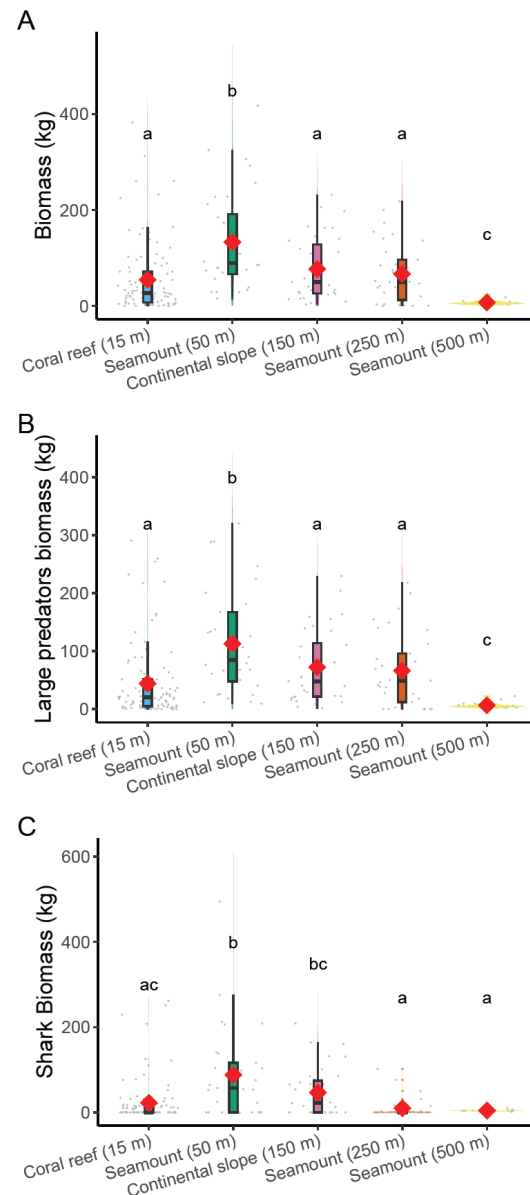 A
Biomass (kg)
400
200
0
a
b
a
a
c
Coral reef (15 m)
Seamount (50 m)
Continental slope (150 m)
Seamount (250 m)
Seamount (500 m)
B
Large predators biomass (kg)
400
300
200
100
0
a
b
a
a
c
Coral reef (15 m)
Seamount (50 m)
Continental slope (150 m)
Seamount (250 m)
Seamount (500 m)
C
Shark Biomass (kg)
600
400
200
0
ac
b
bc
a
a
Coral reef (15 m)
Seamount (50 m)
Continental slope (150 m)
Seamount (250 m)
Seamount (500 m)